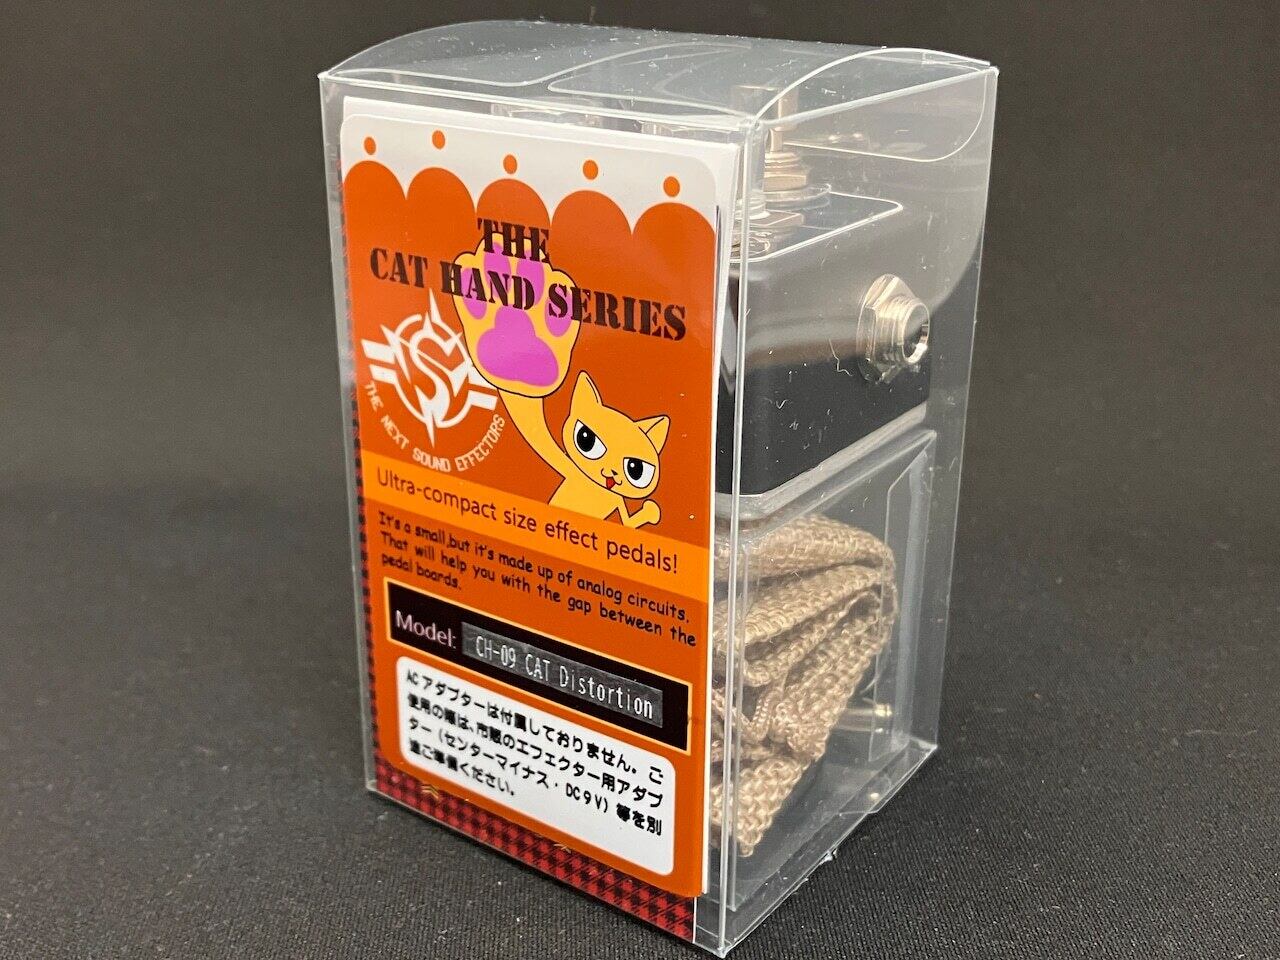 THE
CAT HAND SERIES
THE NEXT SOUND EFFECTORS
Ultra-compact size effect pedals!
It's a small,but it's made up of analog circuits.
That will help you with the gap between the
pedal boards.
Model: CH-09 CAT Distortion
ACアダプターは付属しておりません。ご
使用の際は、市販のエフェクター用アダプ
ター（センターマイナス・DC9V）等を別
途ご準備ください。